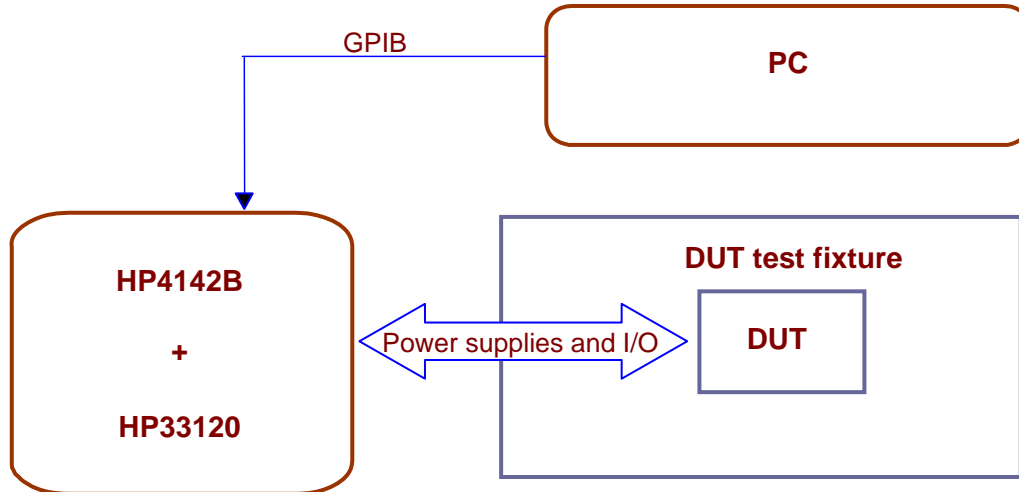 GPIB
PC
HP4142B
+
HP33120
DUT test fixture
DUT
Power supplies and I/O